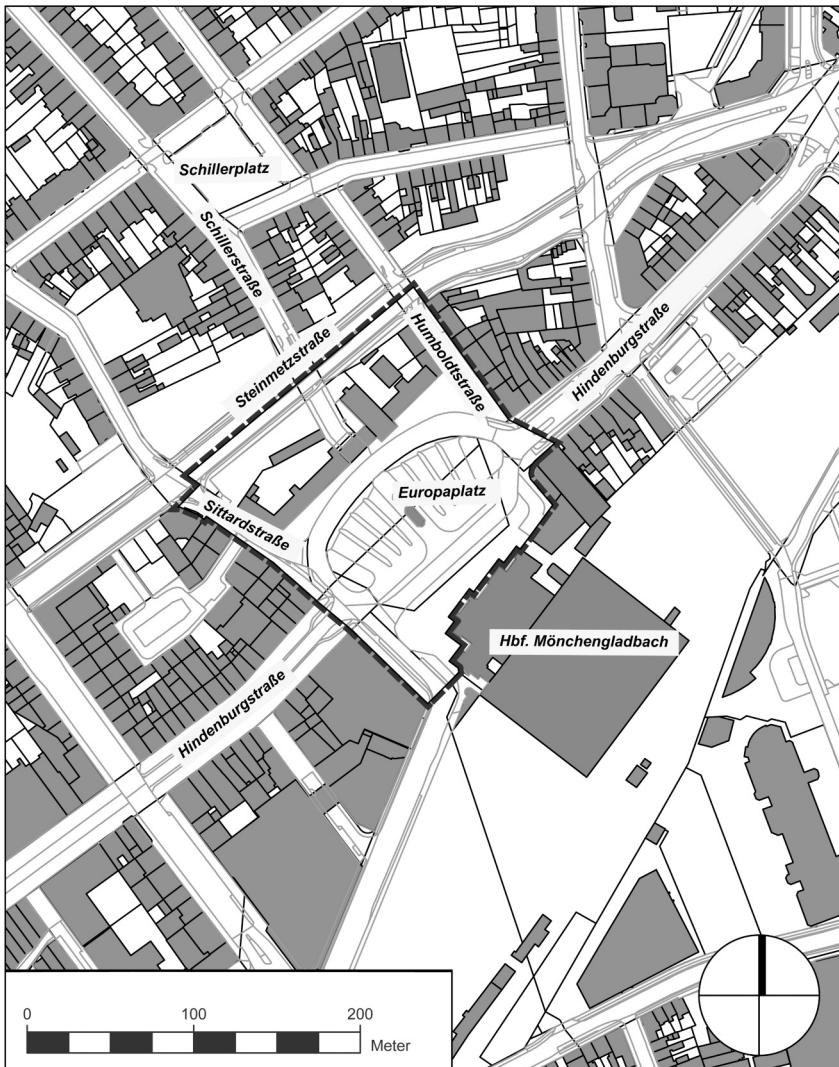 Schillerplatz
Schillerstraße
Steinmetzstraße
Humboldtstraße
Hindenburgstraße
Europaplatz
Sittardstraße
Hbf. Mönchengladbach
Hindenburgstraße
0
100
200
Meter